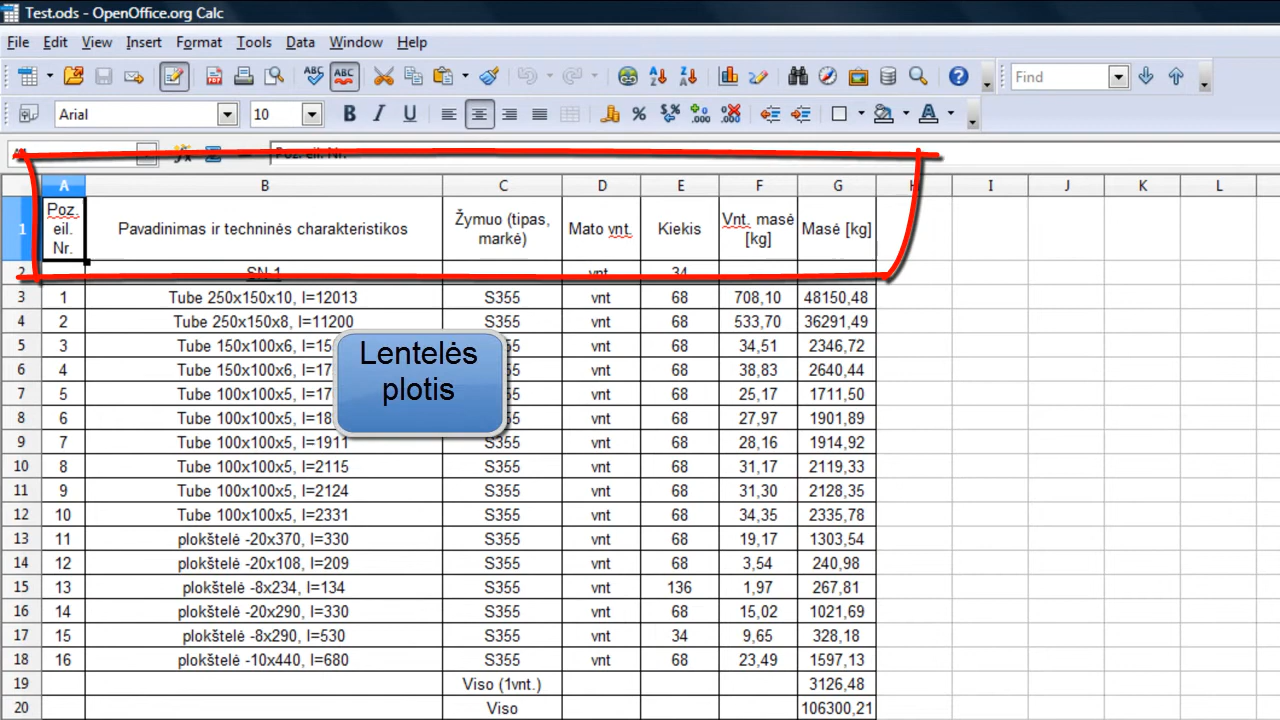 Test.ods - OpenOffice.org Calc
File Edit View Insert Format Tools Data Window Help
ABC ABC Find
Arial 10 B I U %
Poz. eil. Nr.
A B C D E F G H I J K L
1 Poz. eil. Nr. Pavadinimas ir techninės charakteristikos Žymuo (tipas, markė) Mato vnt. Kiekis Vnt. masė [kg] Masė [kg]
2 SN-1 vnt 34
3 1 Tube 250x150x10, l=12013 S355 vnt 68 708,10 48150,48
4 2 Tube 250x150x8, l=11200 S355 vnt 68 533,70 36291,49
5 3 Tube 150x100x6, l=15 55 vnt 68 34,51 2346,72
6 4 Tube 150x100x6, l=17 55 vnt 68 38,83 2640,44
7 5 Tube 100x100x5, l=17 55 vnt 68 25,17 1711,50
8 6 Tube 100x100x5, l=18 55 vnt 68 27,97 1901,89
9 7 Tube 100x100x5, l=1911 S355 vnt 68 28,16 1914,92
10 8 Tube 100x100x5, l=2115 S355 vnt 68 31,17 2119,33
11 9 Tube 100x100x5, l=2124 S355 vnt 68 31,30 2128,35
12 10 Tube 100x100x5, l=2331 S355 vnt 68 34,35 2335,78
13 11 plokštelė -20x370, l=330 S355 vnt 68 19,17 1303,54
14 12 plokštelė -20x108, l=209 S355 vnt 68 3,54 240,98
15 13 plokštelė -8x234, l=134 S355 vnt 136 1,97 267,81
16 14 plokštelė -20x290, l=330 S355 vnt 68 15,02 1021,69
17 15 plokštelė -8x290, l=530 S355 vnt 34 9,65 328,18
18 16 plokštelė -10x440, l=680 S355 vnt 68 23,49 1597,13
19 Viso (1vnt.) 3126,48
20 Viso 106300,21
Lentelės
plotis